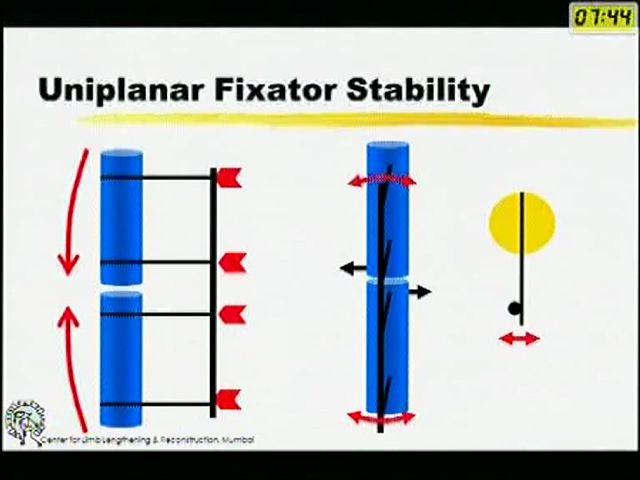 07:44
Uniplanar Fixator Stability
Center for Limb Lengthening & Reconstruction, Mumbai